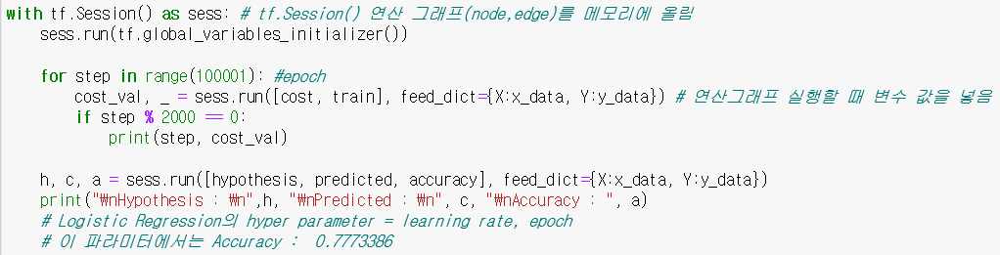 with tf.Session() as sess: # tf.Session() 연산 그래프(node,edge)를 메모리에 올림
    sess.run(tf.global_variables_initializer())
    for step in range(100001): #epoch
        cost_val, _ = sess.run([cost, train], feed_dict={X:x_data, Y:y_data}) # 연산그래프 실행할 때 변수 값을 넣음
        if step % 2000 == 0:
            print(step, cost_val)
    h, c, a = sess.run([hypothesis, predicted, accuracy], feed_dict={X:x_data, Y:y_data})
    print("₩nHypothesis : ₩n",h, "₩nPredicted : ₩n", c, "₩nAccuracy : ", a)
    # Logistic Regression의 hyper parameter = learning rate, epoch
    # 이 파라미터에서는 Accuracy :  0.7773386